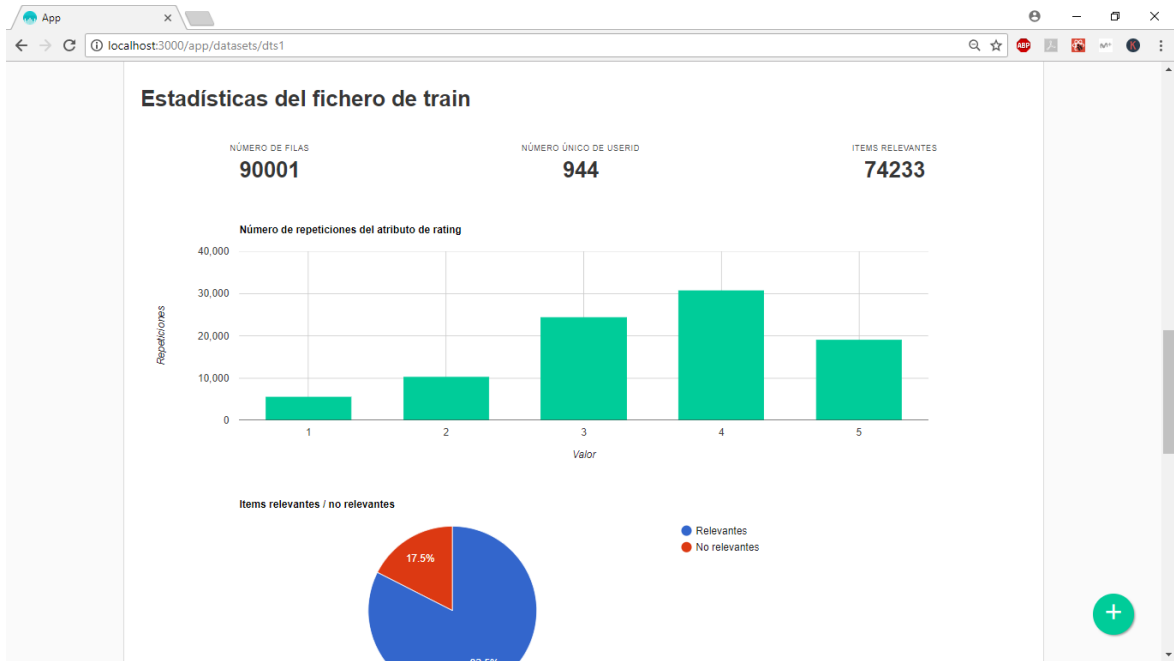 App
localhost:3000/app/datasets/dts1
ABP
K
Estadísticas del fichero de train
NÚMERO DE FILAS
90001
NÚMERO ÚNICO DE USERID
944
ITEMS RELEVANTES
74233
Número de repeticiones del atributo de rating
40,000
30,000
20,000
10,000
0
Repeticiones
1 2 3 4 5
Valor
Items relevantes / no relevantes
17.5%
Relevantes
No relevantes